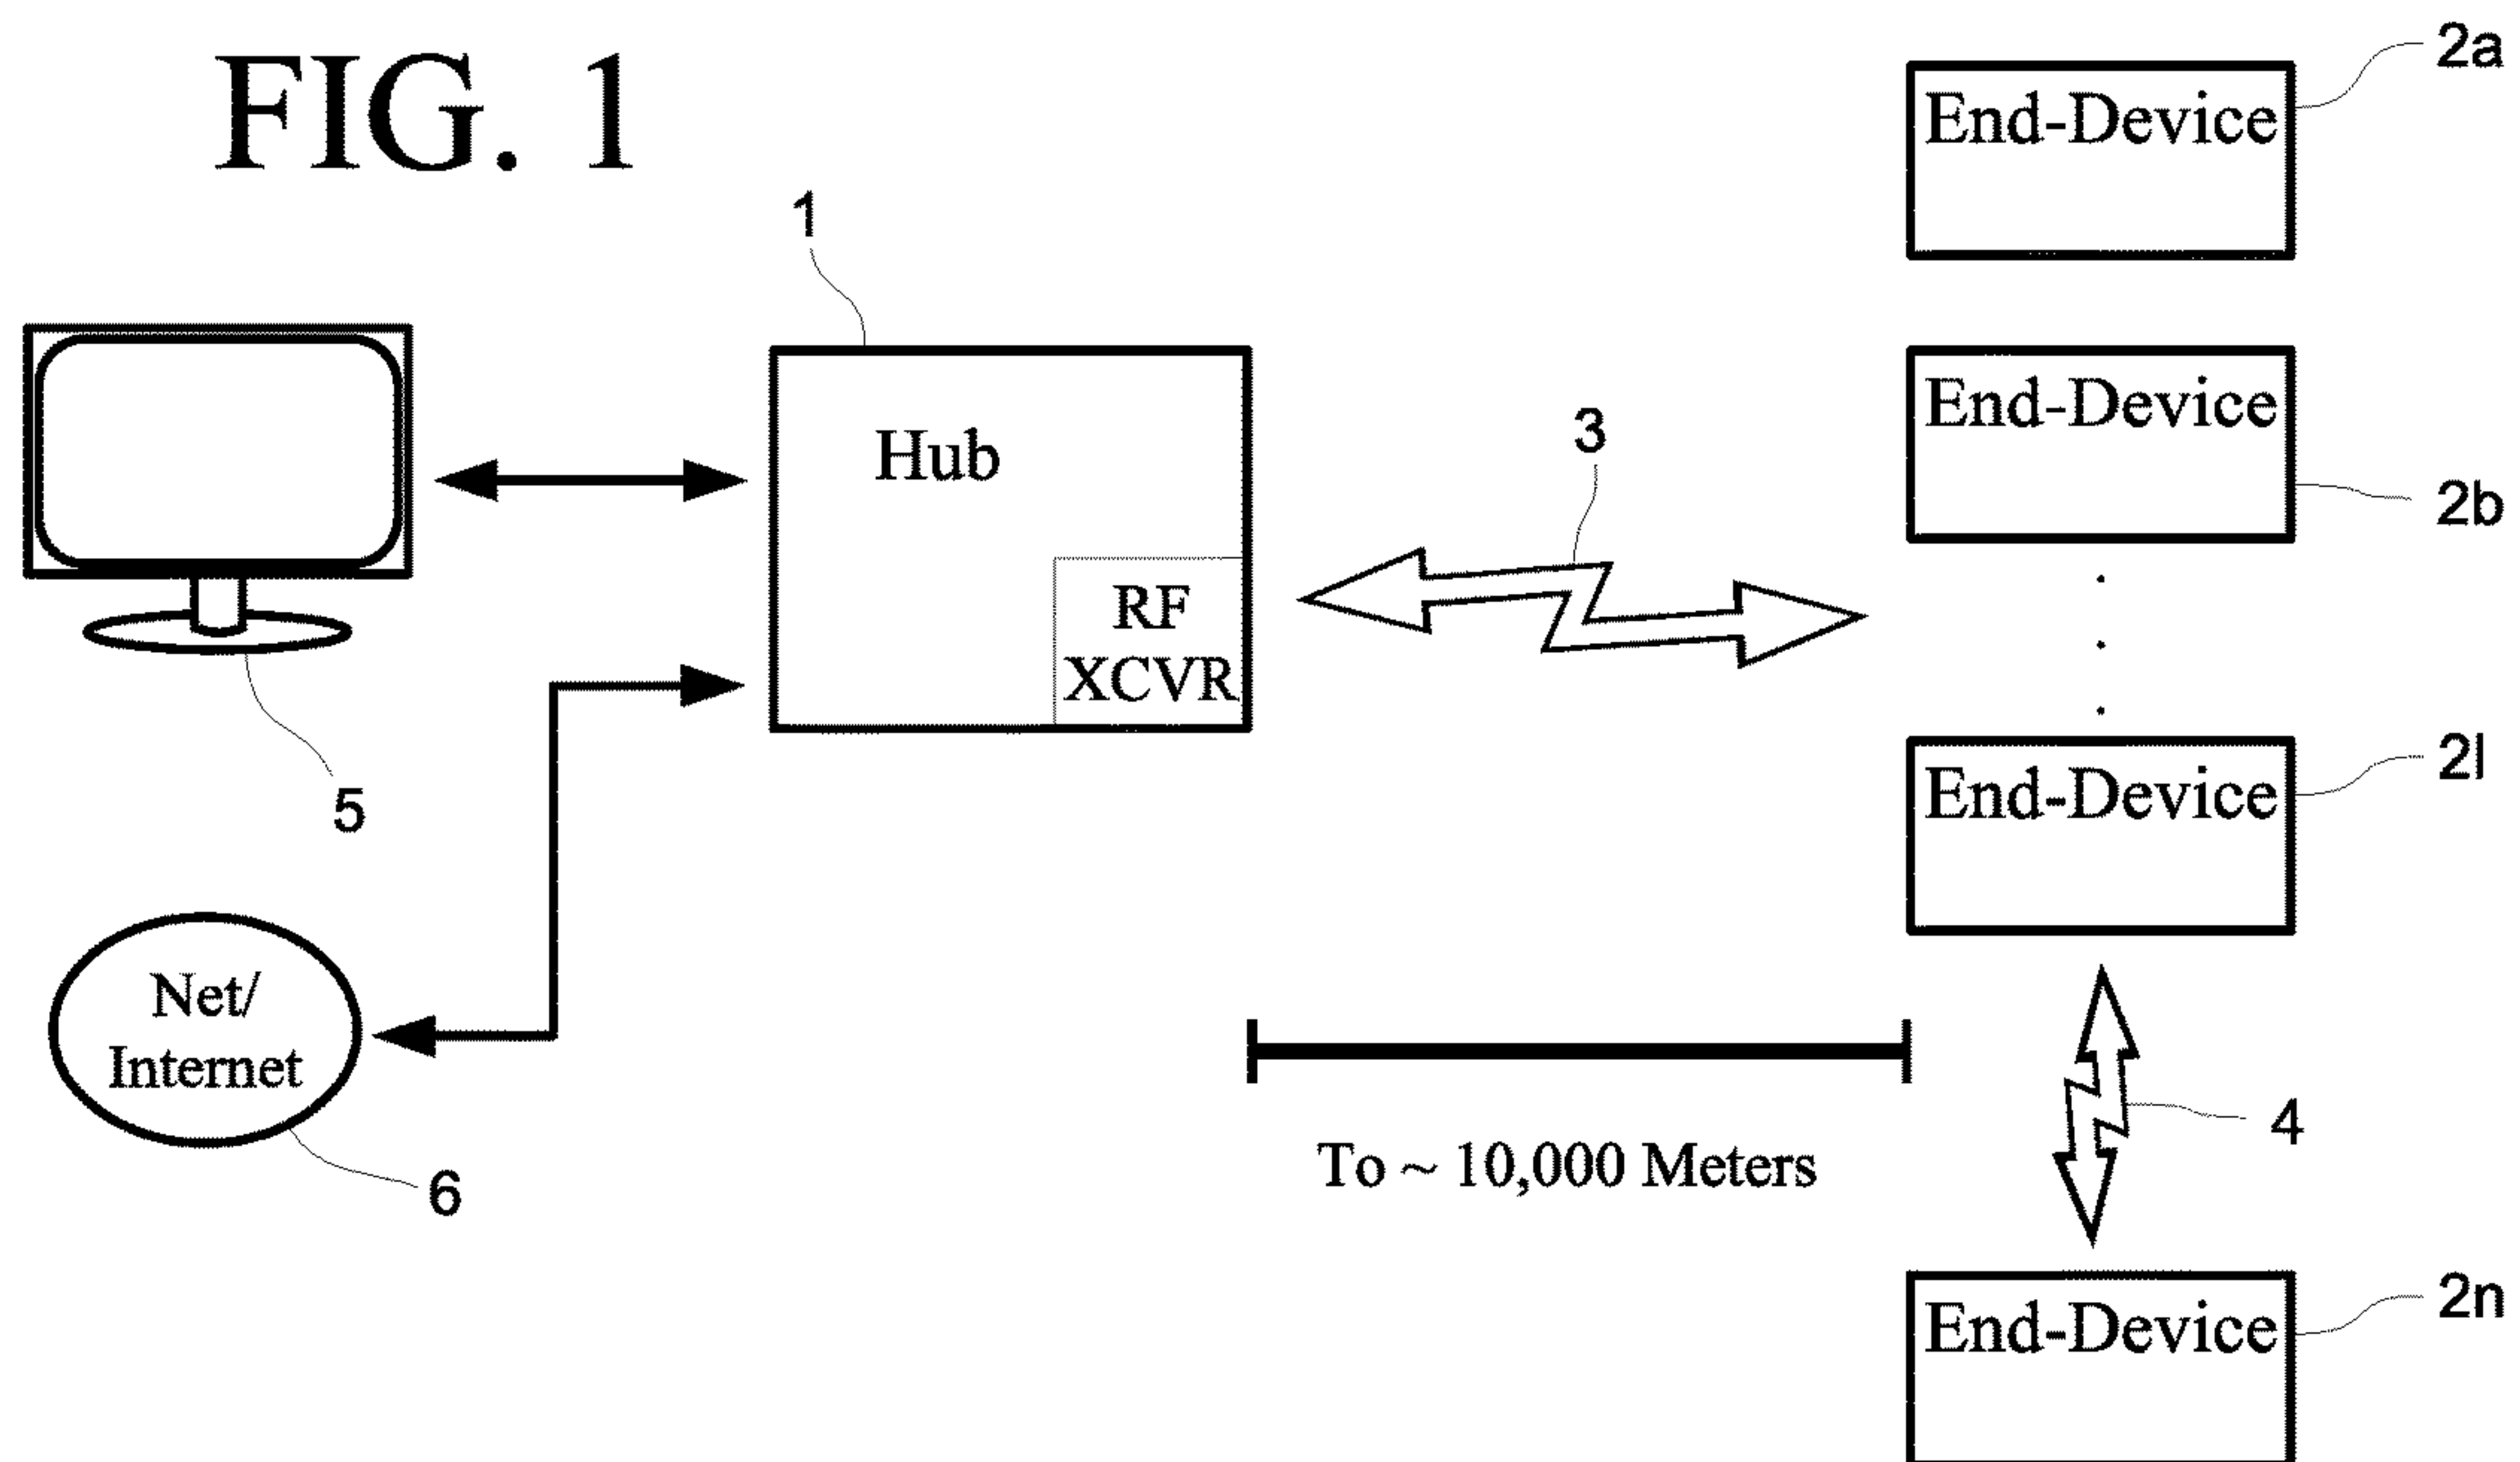 FIG. 1
2a
End-Device
1
End-Device
2b
3
Hub
RF
XCVR
2l
End-Device
5
Net/
Internet
6
To ~ 10,000 Meters
4
2n
End-Device